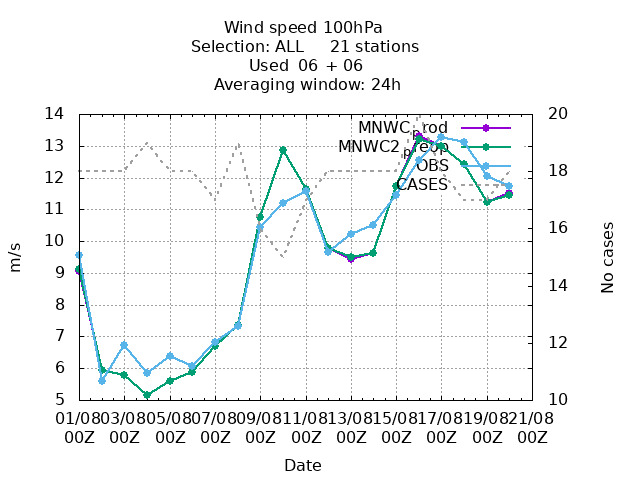 Wind speed 100hPa
Selection: ALL 21 stations
Used 06 + 06
Averaging window: 24h
14
13
12
11
10
9
8
7
6
5
m/s
20
18
16
14
12
10
No cases
MNWC_prod
MNWC2_preop
OBS
CASES
01/08 03/08 05/08 07/08 09/08 11/08 13/08 15/08 17/08 19/08 21/08
00Z 00Z 00Z 00Z 00Z 00Z 00Z 00Z 00Z 00Z 00Z
Date